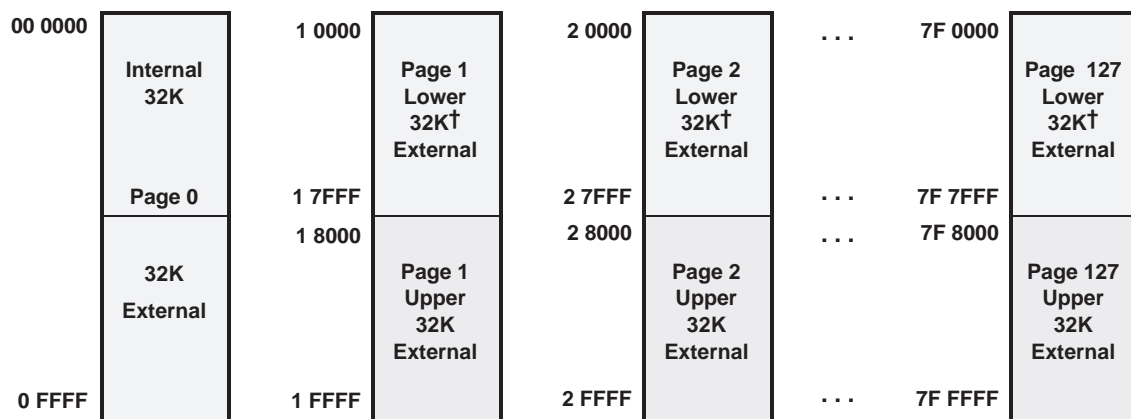 00 0000
Internal
32K
Page 0
32K
External
0 FFFF
1 0000
Page 1
Lower
32K†
External
1 7FFF
1 8000
Page 1
Upper
32K
External
1 FFFF
2 0000
Page 2
Lower
32K†
External
2 7FFF
2 8000
Page 2
Upper
32K
External
2 FFFF
. . .
. . .
. . .
. . .
7F 0000
Page 127
Lower
32K†
External
7F 7FFF
7F 8000
Page 127
Upper
32K
External
7F FFFF